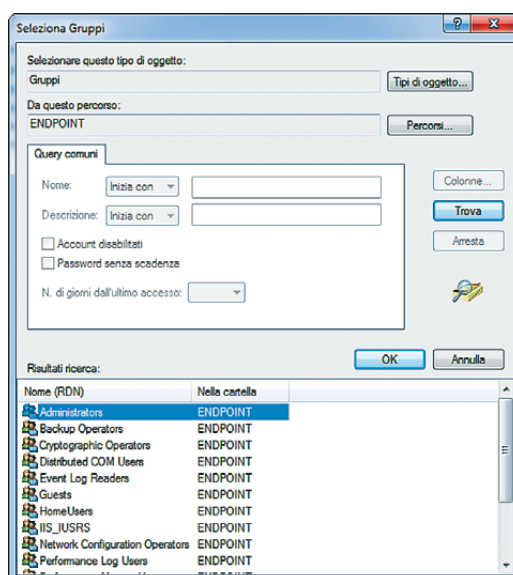 Seleziona Gruppi
Selezionare questo tipo di oggetto:
Gruppi
Tipi di oggetto...
Da questo percorso:
ENDPOINT
Percorsi...
Query comuni
Nome:
Inizia con
Colonne...
Descrizione:
Inizia con
Trova
Account disabilitati
Arresta
Password senza scadenza
N. di giorni dall'ultimo accesso:
OK
Annulla
Risultati ricerca:
Nome (RDN) Nella cartella
Administrators ENDPOINT
Backup Operators ENDPOINT
Cryptographic Operators ENDPOINT
Distributed COM Users ENDPOINT
Event Log Readers ENDPOINT
Guests ENDPOINT
HomeUsers ENDPOINT
IIS_IUSRS ENDPOINT
Network Configuration Operators ENDPOINT
Performance Log Users ENDPOINT